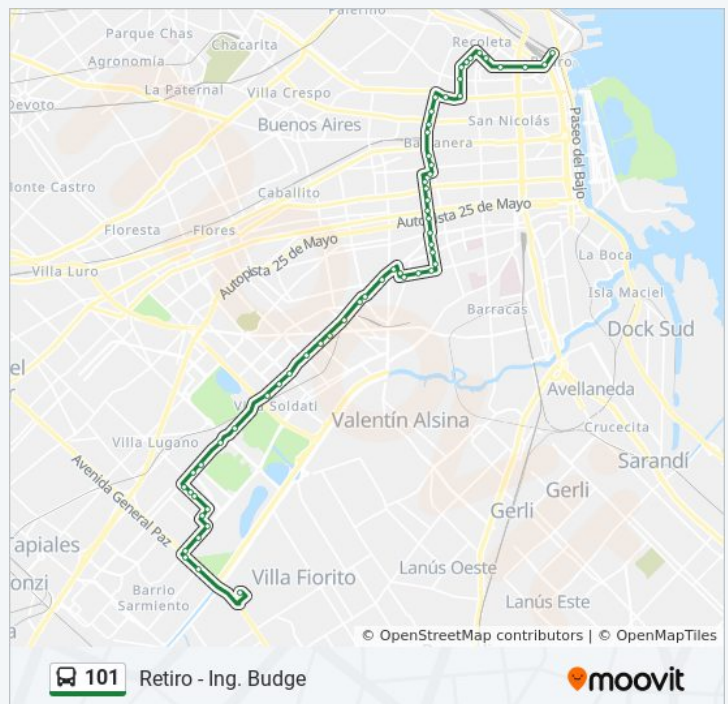 Palermo
Parque Chas
Chacarita
Recoleta
Agronomía
Retiro
La Paternal
Villa Crespo
Devoto
San Nicolás
Buenos Aires
Balvanera
Paseo del Bajo
Monte Castro
Caballito
Floresta
Flores
Autopista 25 de Mayo
Autopista 25 de Mayo
Villa Luro
La Boca
Isla Maciel
Barracas
Dock Sud
Avellaneda
Villa Soldati
Valentín Alsina
Crucecita
Villa Lugano
Sarandí
Avenida General Paz
Gerli
Gerli
Tapiales
Lanús Oeste
Villa Fiorito
Barrio
Sarmiento
Lanús Este
© OpenStreetMap contributors | © OpenMapTiles
101 Retiro - Ing. Budge
moovit